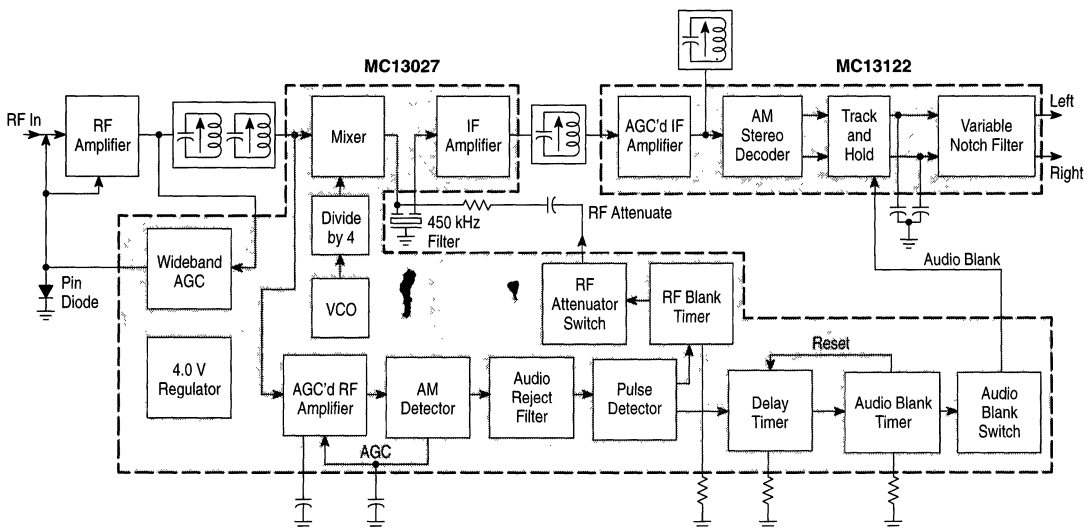 MC13027
MC13122
RF In
RF
Amplifier
Mixer
IF
Amplifier
AGC'd IF
Amplifier
AM
Stereo
Decoder
Track
and
Hold
Variable
Notch Filter
Left
Right
Divide
by 4
450 kHz
Filter
RF Attenuate
Wideband
AGC
Pin
Diode
VCO
RF
Attenuator
Switch
RF Blank
Timer
Audio Blank
4.0 V
Regulator
AGC'd RF
Amplifier
AM
Detector
Audio
Reject
Filter
Pulse
Detector
Reset
Delay
Timer
Audio Blank
Timer
Audio
Blank
Switch
AGC